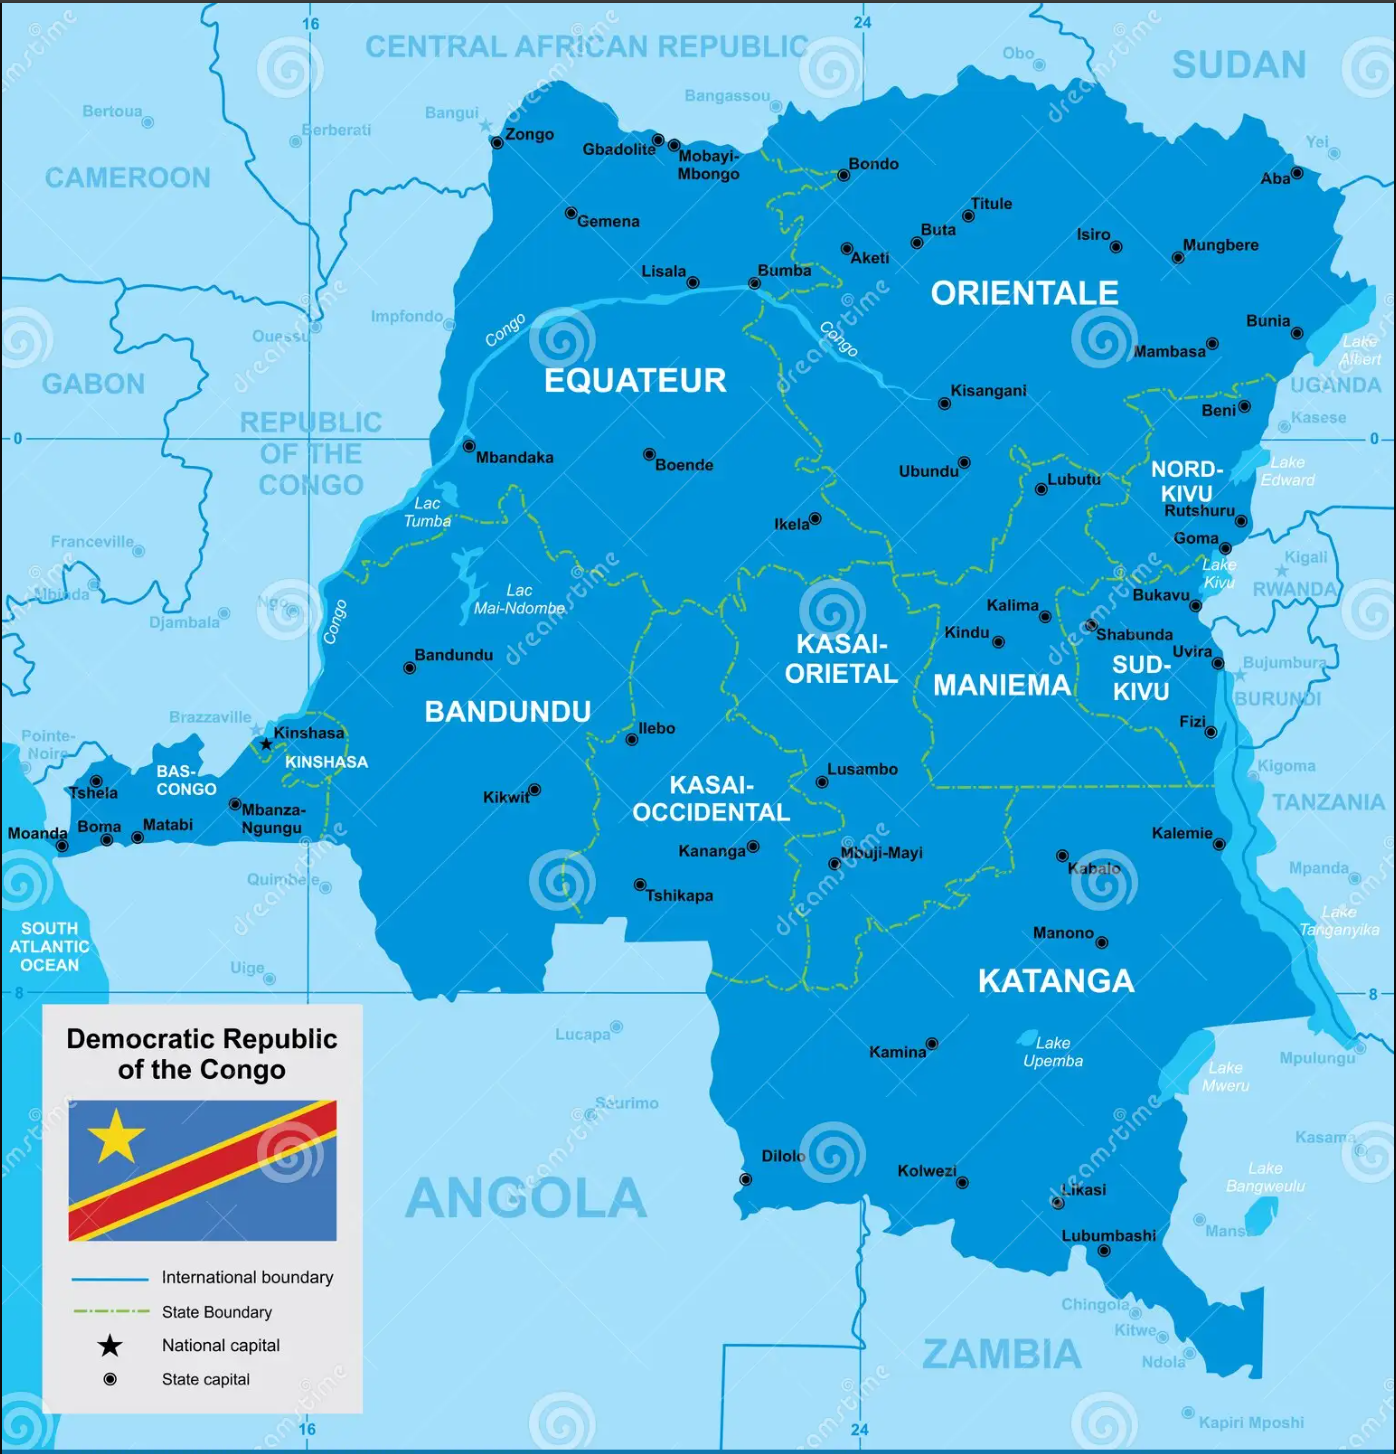 16
24
CENTRAL AFRICAN REPUBLIC
SUDAN
Obo
Bangassou
Bertoua
Bangui
Berberati
Zongo
Gbadolite
Mobayi-
Mbongo
Yei
Bondo
Aba
CAMEROON
Gemena
Titule
Buta
Isiro
Mungbere
Aketi
Lisala
Bumba
ORIENTALE
Impfondo
Ouessu
Congo
Congo
Bunia
Mambasa
Lake
Albert
GABON
EQUATEUR
UGANDA
Kisangani
Beni
Kasese
REPUBLIC
OF THE
CONGO
0
0
Mbandaka
Boende
Ubundu
Lubutu
NORD-
KIVU
Lake
Edward
Rutshuru
Lac
Tumba
Ikela
Goma
Franceville
Kigali
Lake
Kivu
RWANDA
Mbinda
Lac
Mai-Ndombe
Bukavu
Djambala
Congo
Kalima
Kindu
Shabunda
Uvira
KASAI-
ORIETAL
Bandundu
SUD-
KIVU
Bujumbura
MANIEMA
BURUNDI
BANDUNDU
Brazzaville
Fizi
Pointe-
Noire
Kinshasa
Ilebo
KINSHASA
Kigoma
BAS-
CONGO
Lusambo
Tshela
KASAI-
OCCIDENTAL
Kikwit
TANZANIA
Mbanza-
Ngungu
Moanda
Boma
Matabi
Kalemie
Kananga
Mbuji-Mayi
Kabalo
Mpanda
Quimbele
Tshikapa
SOUTH
ATLANTIC
OCEAN
Lake
Tanganyika
Manono
Uige
KATANGA
8
8
Democratic Republic
of the Congo
Lucapa
Kamina
Lake
Upemba
Mpulungu
Lake
Mweru
Saurimo
Kasama
Dilolo
Kolwezi
Lake
Bangweulu
ANGOLA
Likasi
Lubumbashi
International boundary
State Boundary
Chingola
Kitwe
National capital
ZAMBIA
Ndola
State capital
16
24
Kapiri Mposhi
dreamstime